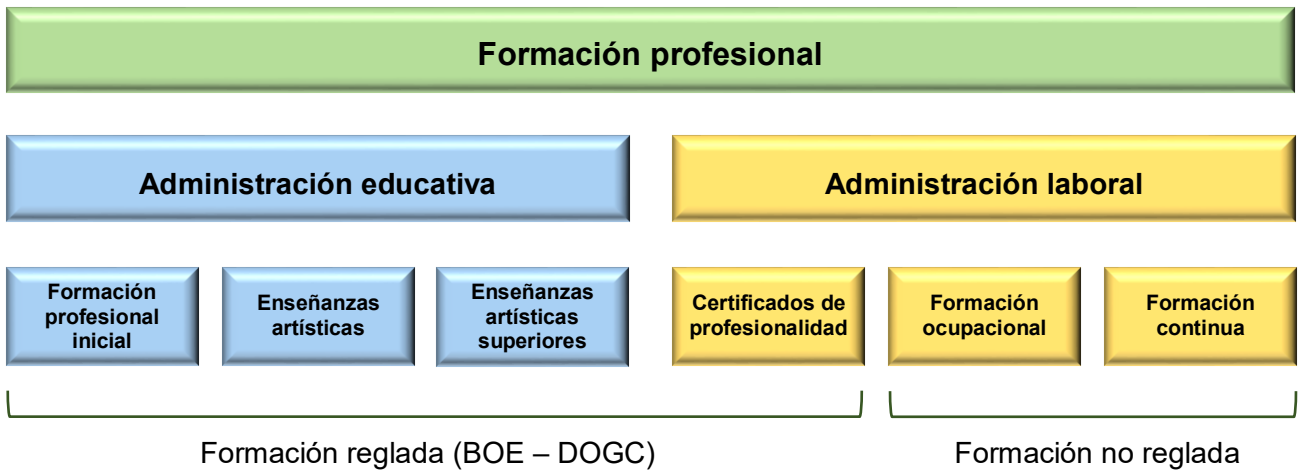 Formación profesional
Administración educativa
Administración laboral
Formación
profesional
inicial
Enseñanzas
artísticas
Enseñanzas
artísticas
superiores
Certificados de
profesionalidad
Formación
ocupacional
Formación
continua
Formación reglada (BOE – DOGC)
Formación no reglada